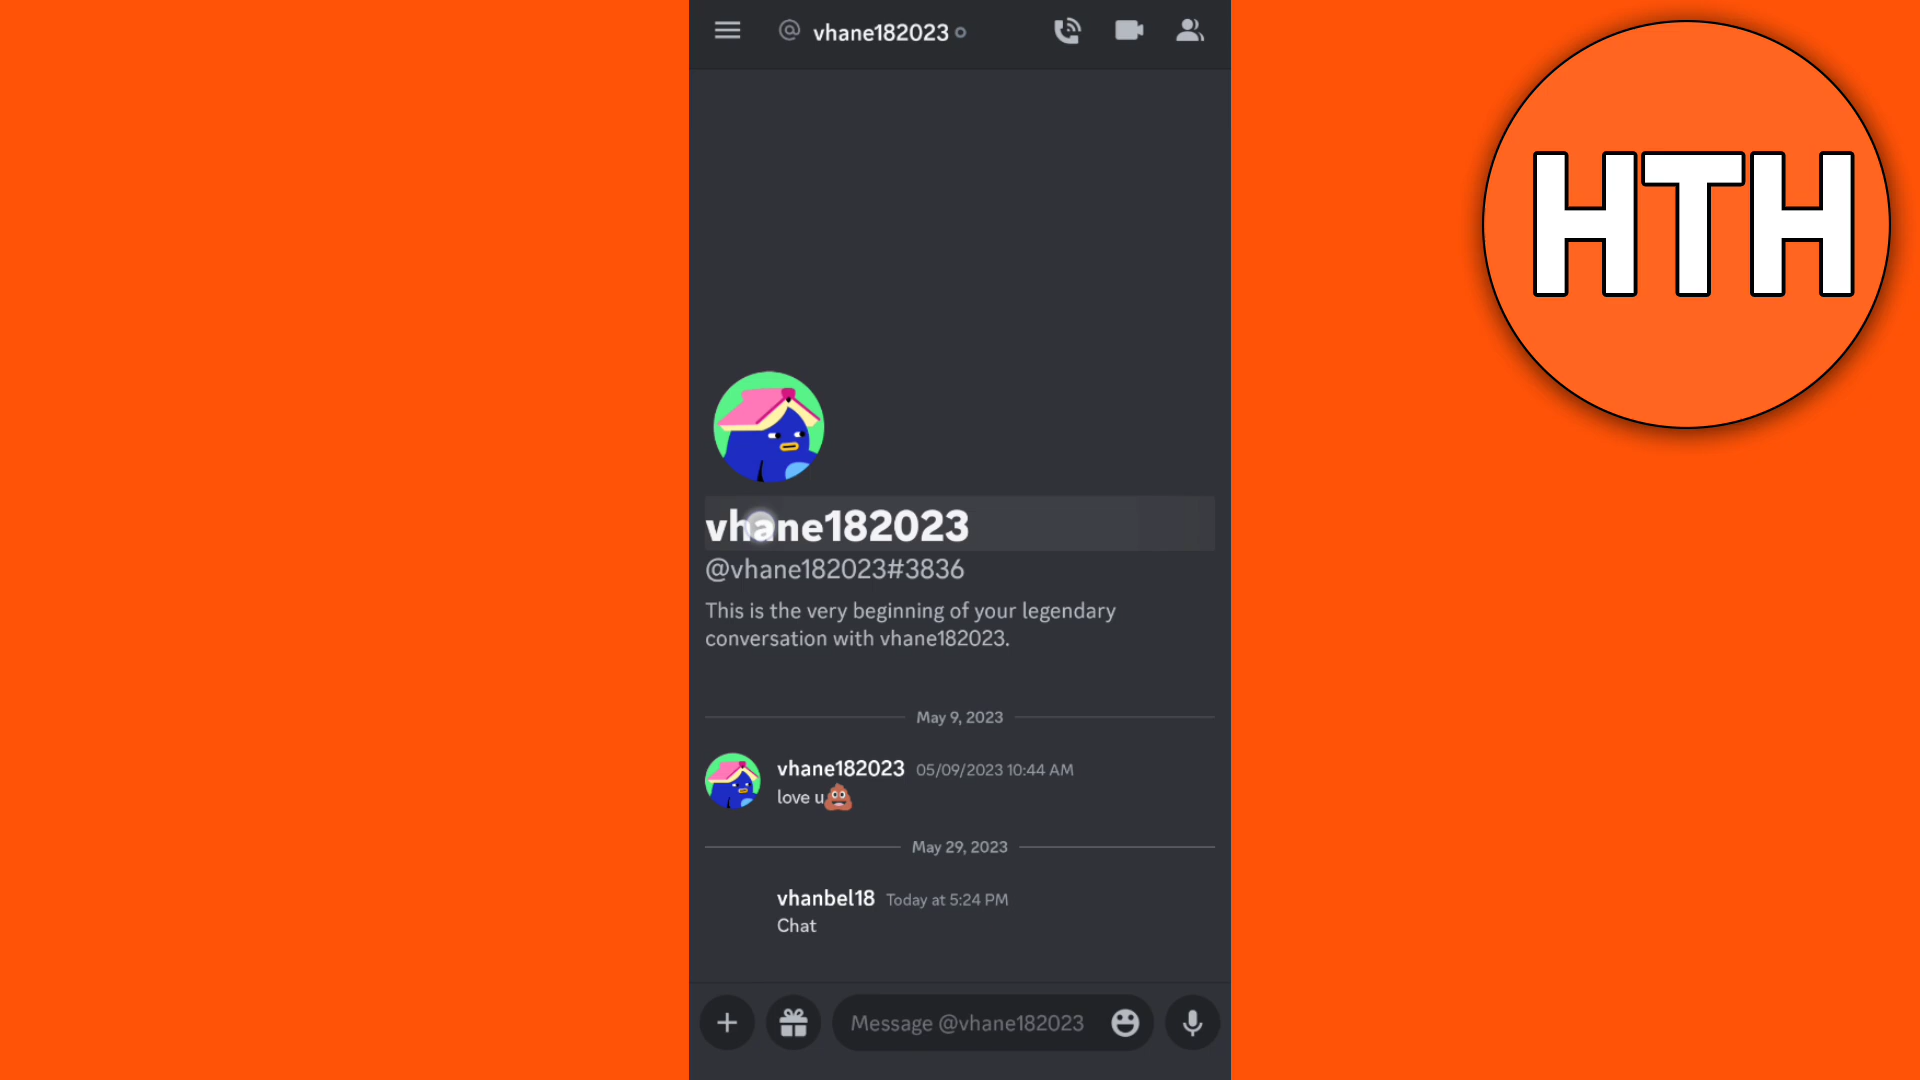 @ vhane182023
HTH
vhane182023
@vhane182023#3836
This is the very beginning of your legendary
conversation with vhane182023.
May 9, 2023
vhane182023 05/09/2023 10:44 AM
love u💩
May 29, 2023
vhanbel18 Today at 5:24 PM
Chat
Message @vhane182023